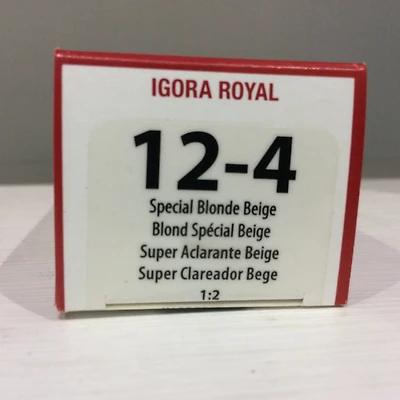 IGORA ROYAL
12-4
Special Blonde Beige
Blond Spécial Beige
Super Aclarante Beige
Super Clareador Bege
1:2